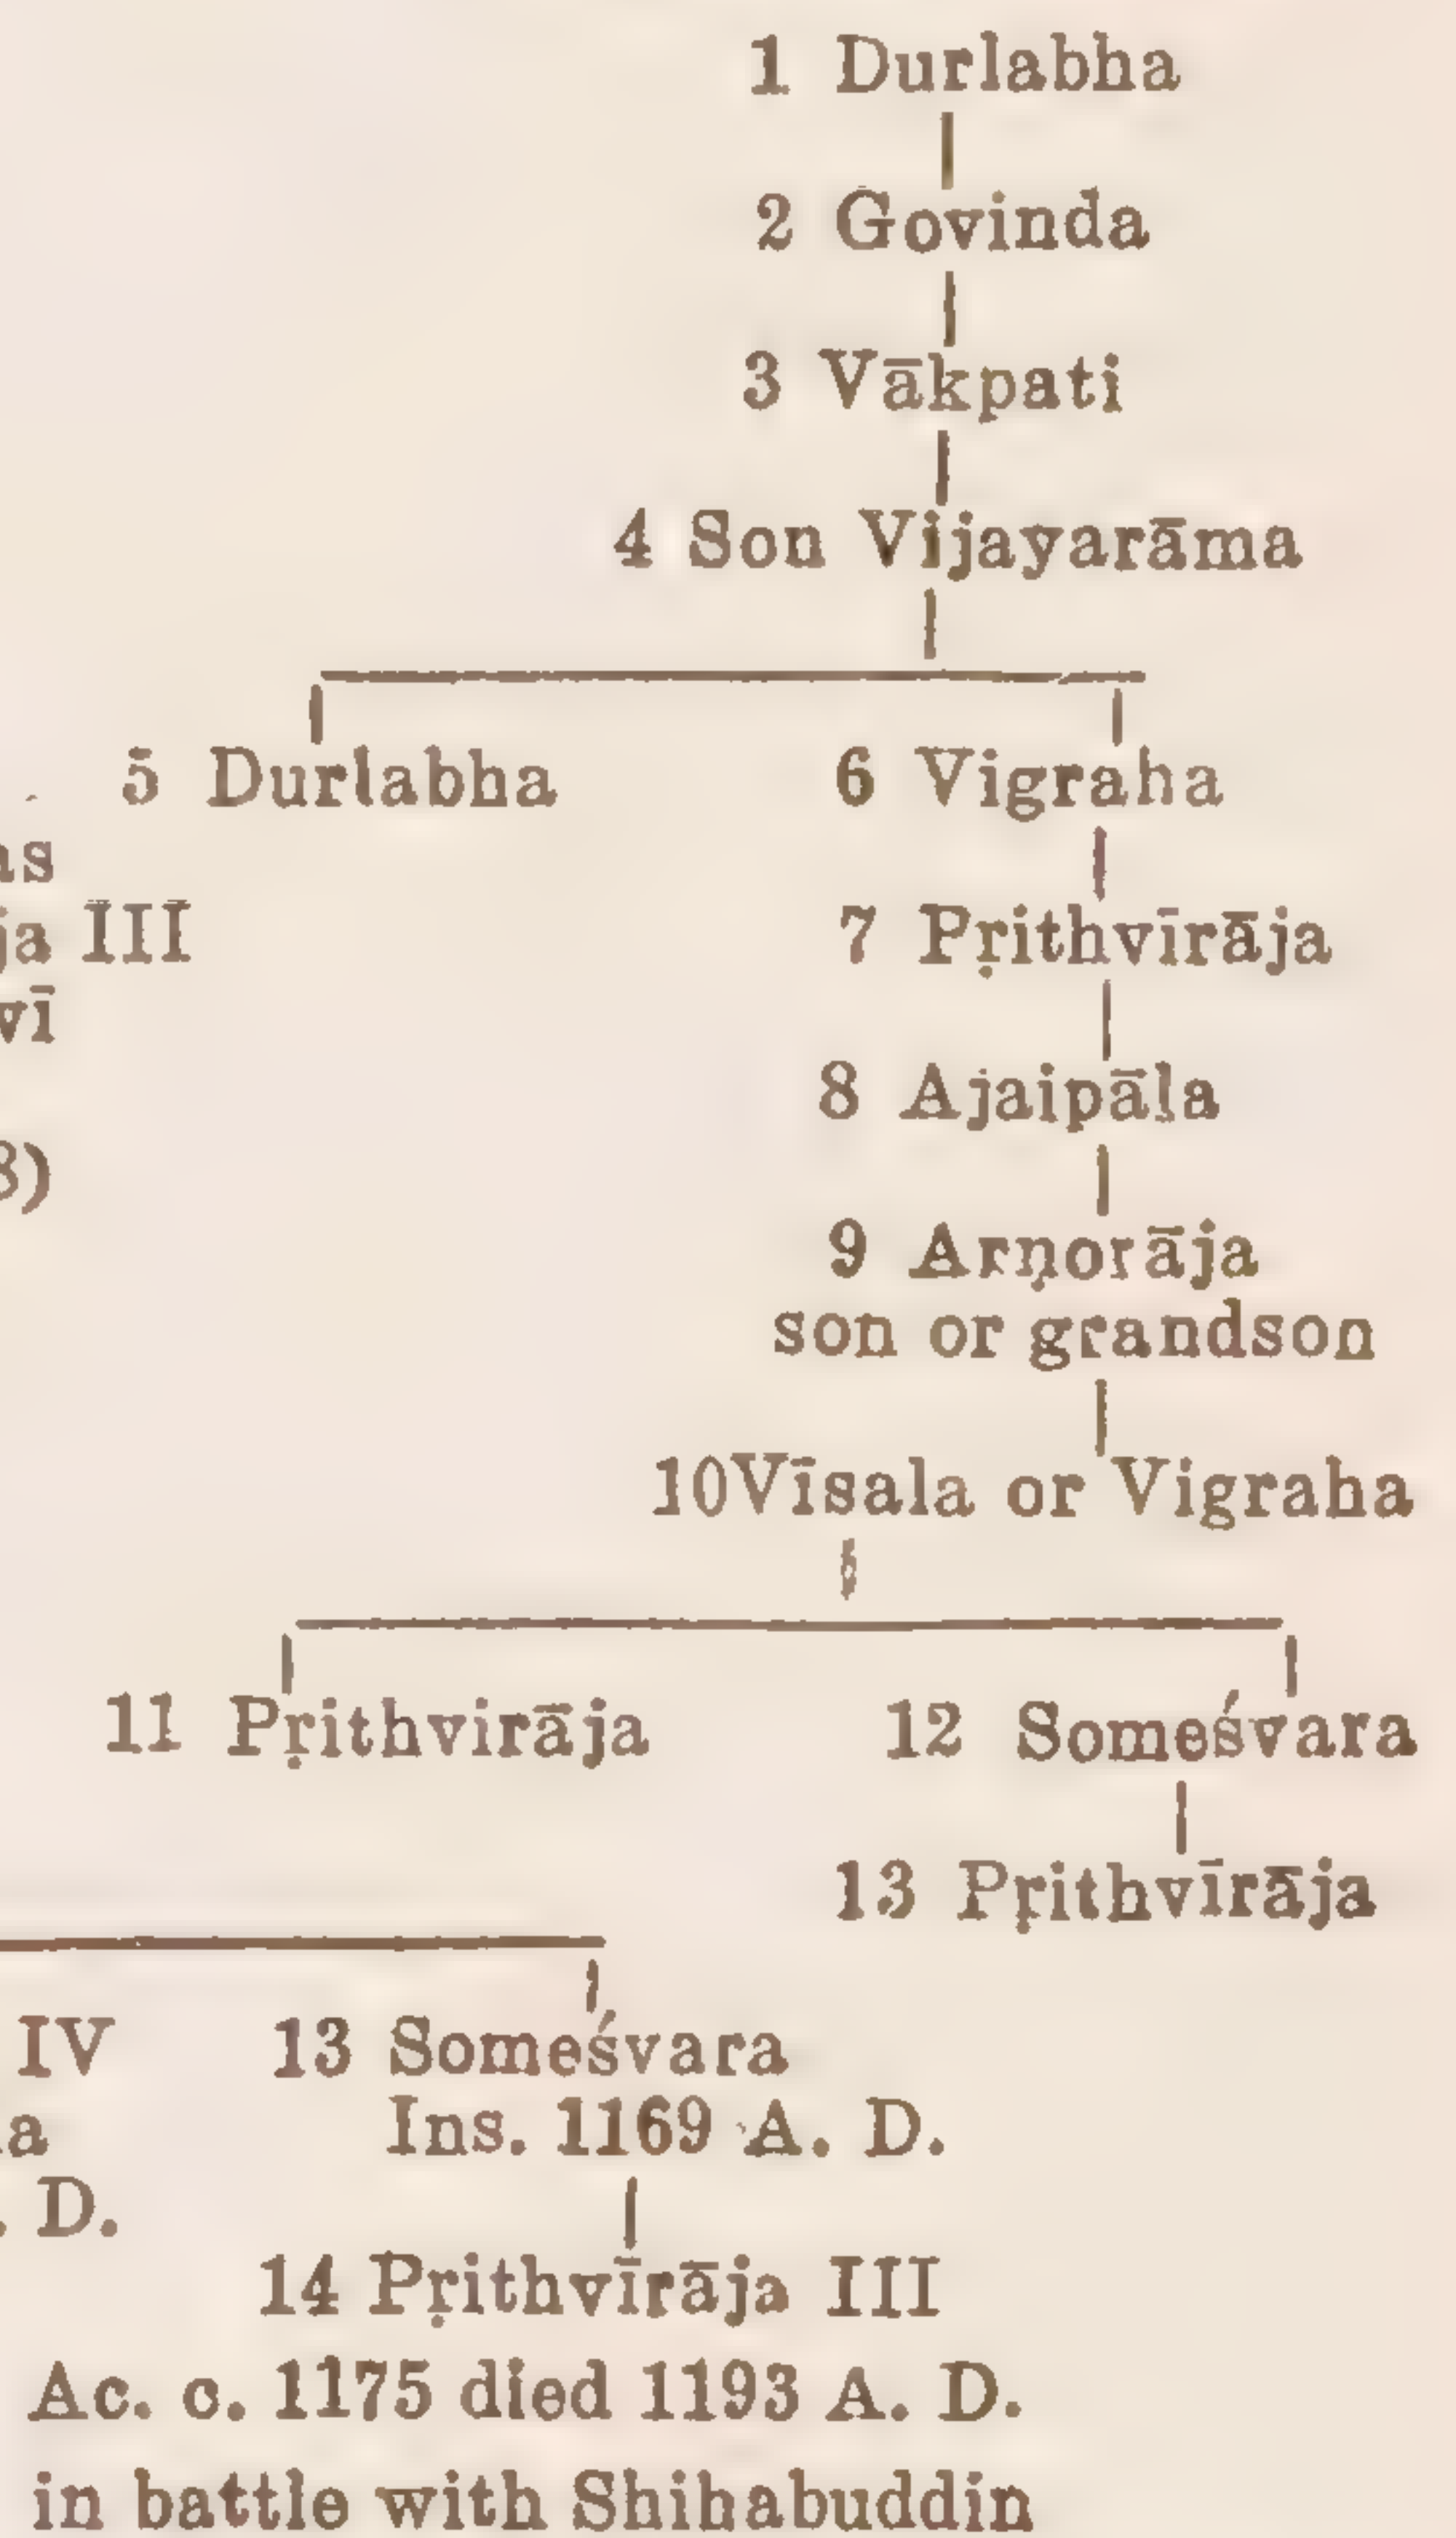 1 Durlabha
2 Govinda
3 Vākpati
4 Son Vijayarāma
5 Durlabha 6 Vigraha
as
ja III 7 Pṛithvīrāja
vī
8 Ajaipāla
8)
9 Arṇorāja
son or grandson
10Vīsala or Vigraha
11 Pṛithvirāja 12 Someśvara
13 Pṛithvīrāja
IV 13 Someśvara
a Ins. 1169 A. D.
. D.
14 Pṛithvīrāja III
Ac. c. 1175 died 1193 A. D.
in battle with Shihabuddin